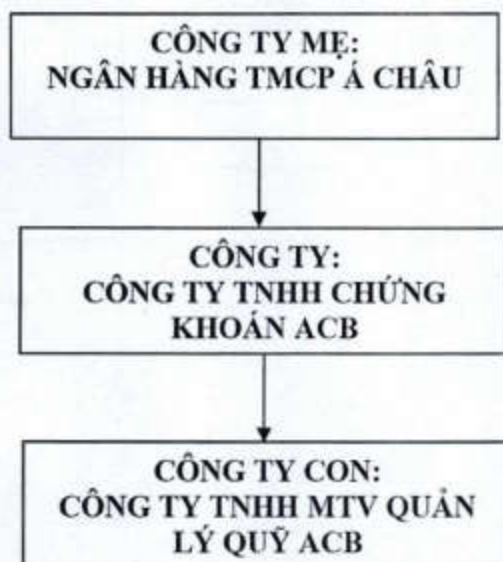 CÔNG TY MẸ:
NGÂN HÀNG TMCP Á CHÂU
CÔNG TY:
CÔNG TY TNHH CHỨNG
KHOÁN ACB
CÔNG TY CON:
CÔNG TY TNHH MTV QUẢN
LÝ QUỸ ACB